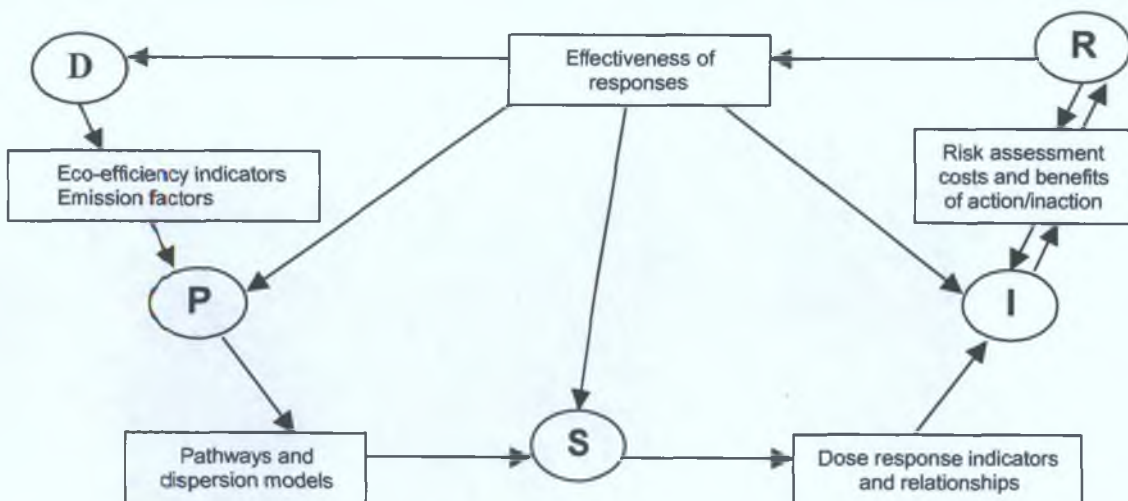 D
Effectiveness of
responses
R
Eco-efficiency indicators
Emission factors
Risk assessment
costs and benefits
of action/inaction
P
I
Pathways and
dispersion models
S
Dose response indicators
and relationships